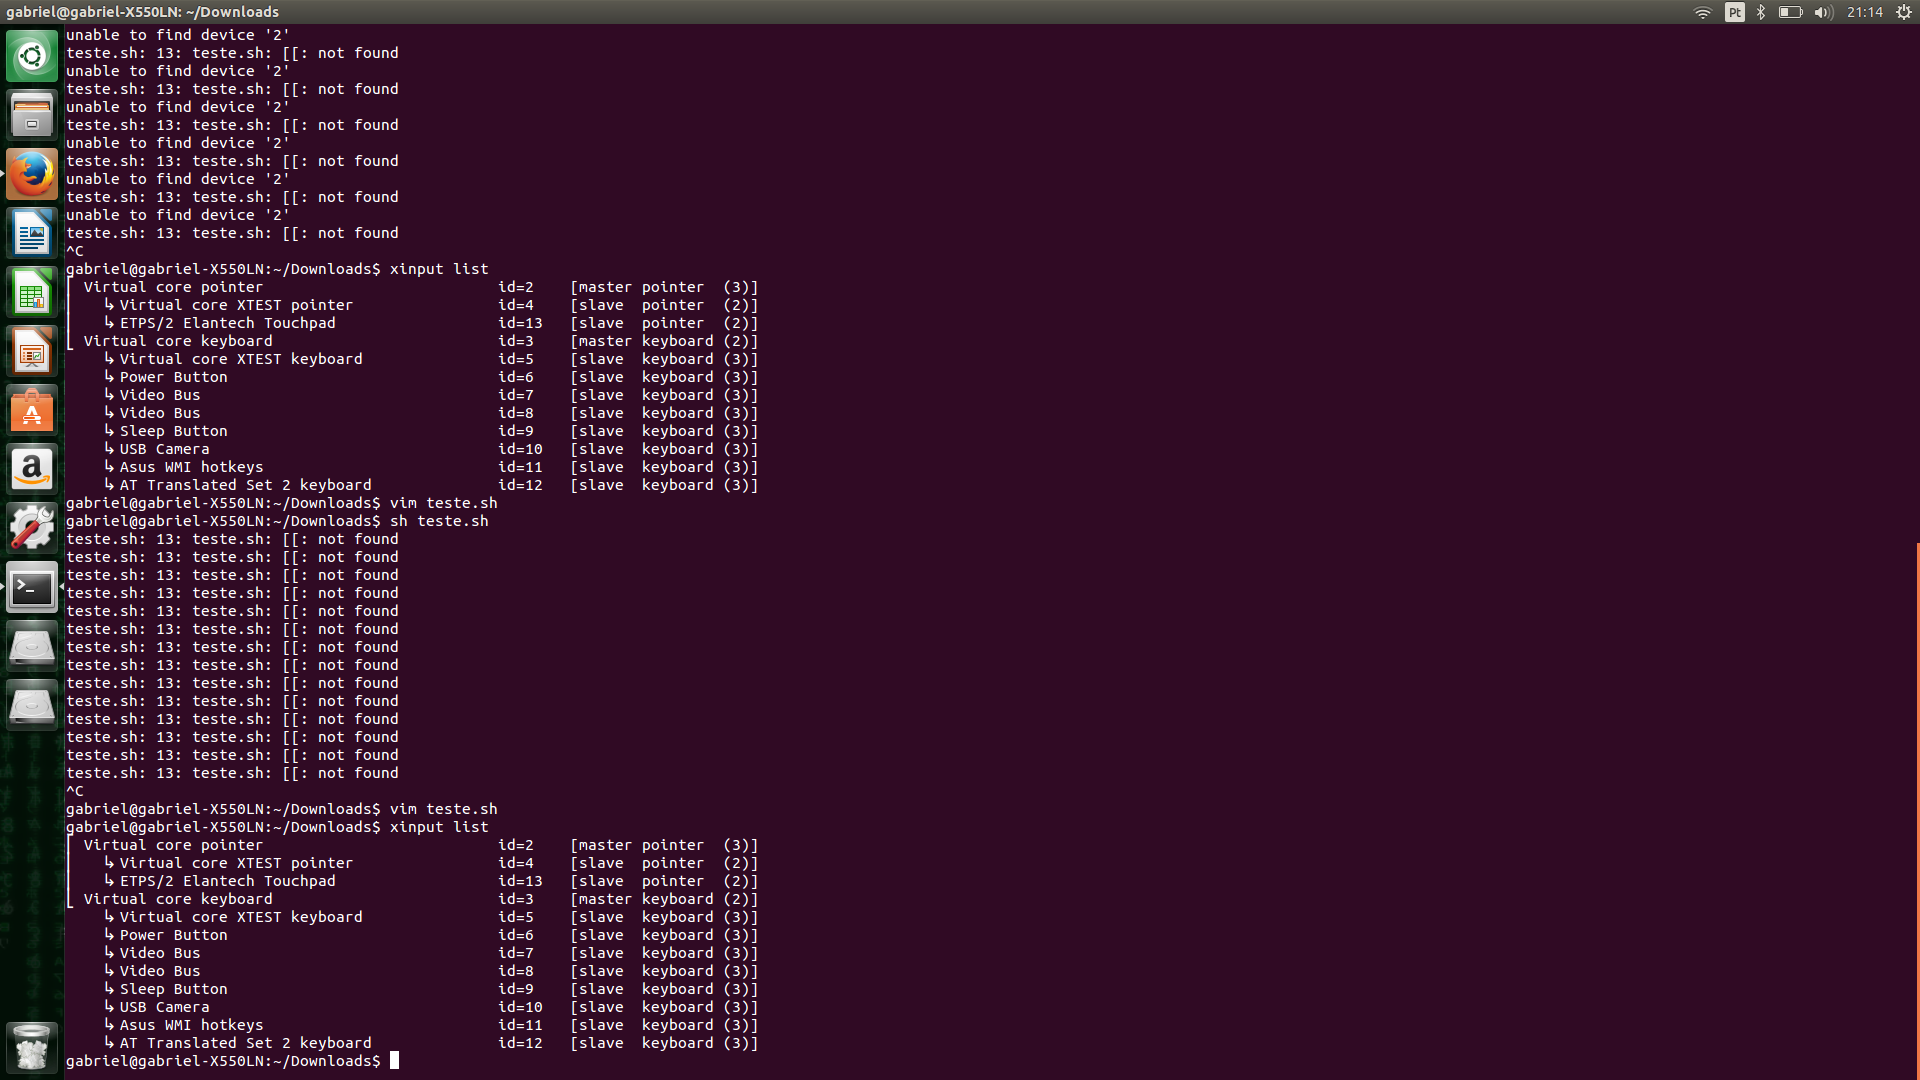 gabriel@gabriel-X550LN: ~/Downloads
Pt
21:14
unable to find device '2'
teste.sh: 13: teste.sh: [[: not found
unable to find device '2'
teste.sh: 13: teste.sh: [[: not found
unable to find device '2'
teste.sh: 13: teste.sh: [[: not found
unable to find device '2'
teste.sh: 13: teste.sh: [[: not found
unable to find device '2'
teste.sh: 13: teste.sh: [[: not found
unable to find device '2'
teste.sh: 13: teste.sh: [[: not found
^C
gabriel@gabriel-X550LN:~/Downloads$ xinput list
⎡ Virtual core pointer id=2 [master pointer (3)]
⎜ ↳ Virtual core XTEST pointer id=4 [slave pointer (2)]
⎜ ↳ ETPS/2 Elantech Touchpad id=13 [slave pointer (2)]
⎣ Virtual core keyboard id=3 [master keyboard (2)]
↳ Virtual core XTEST keyboard id=5 [slave keyboard (3)]
↳ Power Button id=6 [slave keyboard (3)]
↳ Video Bus id=7 [slave keyboard (3)]
↳ Video Bus id=8 [slave keyboard (3)]
↳ Sleep Button id=9 [slave keyboard (3)]
↳ USB Camera id=10 [slave keyboard (3)]
↳ Asus WMI hotkeys id=11 [slave keyboard (3)]
↳ AT Translated Set 2 keyboard id=12 [slave keyboard (3)]
gabriel@gabriel-X550LN:~/Downloads$ vim teste.sh
gabriel@gabriel-X550LN:~/Downloads$ sh teste.sh
teste.sh: 13: teste.sh: [[: not found
teste.sh: 13: teste.sh: [[: not found
teste.sh: 13: teste.sh: [[: not found
teste.sh: 13: teste.sh: [[: not found
teste.sh: 13: teste.sh: [[: not found
teste.sh: 13: teste.sh: [[: not found
teste.sh: 13: teste.sh: [[: not found
teste.sh: 13: teste.sh: [[: not found
teste.sh: 13: teste.sh: [[: not found
teste.sh: 13: teste.sh: [[: not found
teste.sh: 13: teste.sh: [[: not found
teste.sh: 13: teste.sh: [[: not found
teste.sh: 13: teste.sh: [[: not found
teste.sh: 13: teste.sh: [[: not found
^C
gabriel@gabriel-X550LN:~/Downloads$ vim teste.sh
gabriel@gabriel-X550LN:~/Downloads$ xinput list
⎡ Virtual core pointer id=2 [master pointer (3)]
⎜ ↳ Virtual core XTEST pointer id=4 [slave pointer (2)]
⎜ ↳ ETPS/2 Elantech Touchpad id=13 [slave pointer (2)]
⎣ Virtual core keyboard id=3 [master keyboard (2)]
↳ Virtual core XTEST keyboard id=5 [slave keyboard (3)]
↳ Power Button id=6 [slave keyboard (3)]
↳ Video Bus id=7 [slave keyboard (3)]
↳ Video Bus id=8 [slave keyboard (3)]
↳ Sleep Button id=9 [slave keyboard (3)]
↳ USB Camera id=10 [slave keyboard (3)]
↳ Asus WMI hotkeys id=11 [slave keyboard (3)]
↳ AT Translated Set 2 keyboard id=12 [slave keyboard (3)]
gabriel@gabriel-X550LN:~/Downloads$